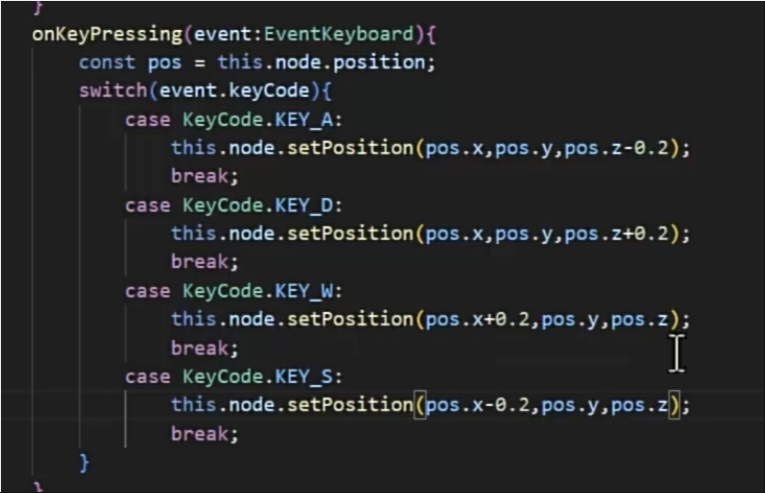 }
onKeyPressing(event:EventKeyboard){
const pos = this.node.position;
switch(event.keyCode){
case KeyCode.KEY_A:
this.node.setPosition(pos.x,pos.y,pos.z-0.2);
break;
case KeyCode.KEY_D:
this.node.setPosition(pos.x,pos.y,pos.z+0.2);
break;
case KeyCode.KEY_W:
this.node.setPosition(pos.x+0.2,pos.y,pos.z);
break;
case KeyCode.KEY_S:
this.node.setPosition(pos.x-0.2,pos.y,pos.z);
break;
}
}